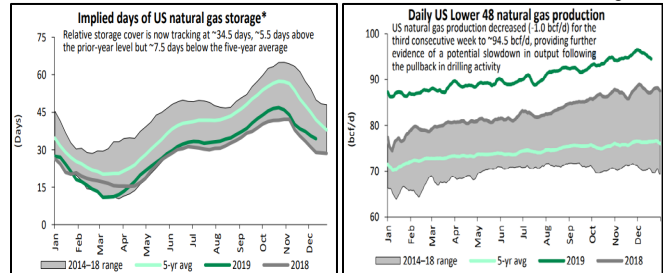 Implied days of US natural gas storage*
Relative storage cover is now tracking at ~34.5 days, ~5.5 days above
the prior-year level but ~7.5 days below the five-year average
75
60
45
30
15
0
(Days)
Jan
Feb
Mar
Apr
May
Jun
Jul
Aug
Sep
Oct
Nov
Dec
2014–18 range
5-yr avg
2019
2018
Daily US Lower 48 natural gas production
US natural gas production decreased (-1.0 bcf/d) for the
third consecutive week to ~94.5 bcf/d, providing further
evidence of a potential slowdown in output following
the pullback in drilling activity
100
90
80
70
60
(bcf/d)
Jan
Feb
Mar
Apr
May
Jun
Jul
Aug
Sep
Oct
Nov
Dec
2014–18 range
5-yr avg
2019
2018